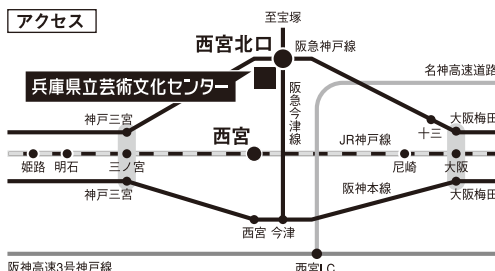 アクセス
至宝塚
西宮北口
阪急神戸線
兵庫県立芸術文化センター
名神高速道路
阪急今津線
神戸三宮
十三
大阪梅田
西宮
JR神戸線
姫路
明石
三ノ宮
尼崎
大阪
神戸三宮
阪神本線
大阪梅田
西宮
今津
阪神高速3号神戸線
西宮I.C.